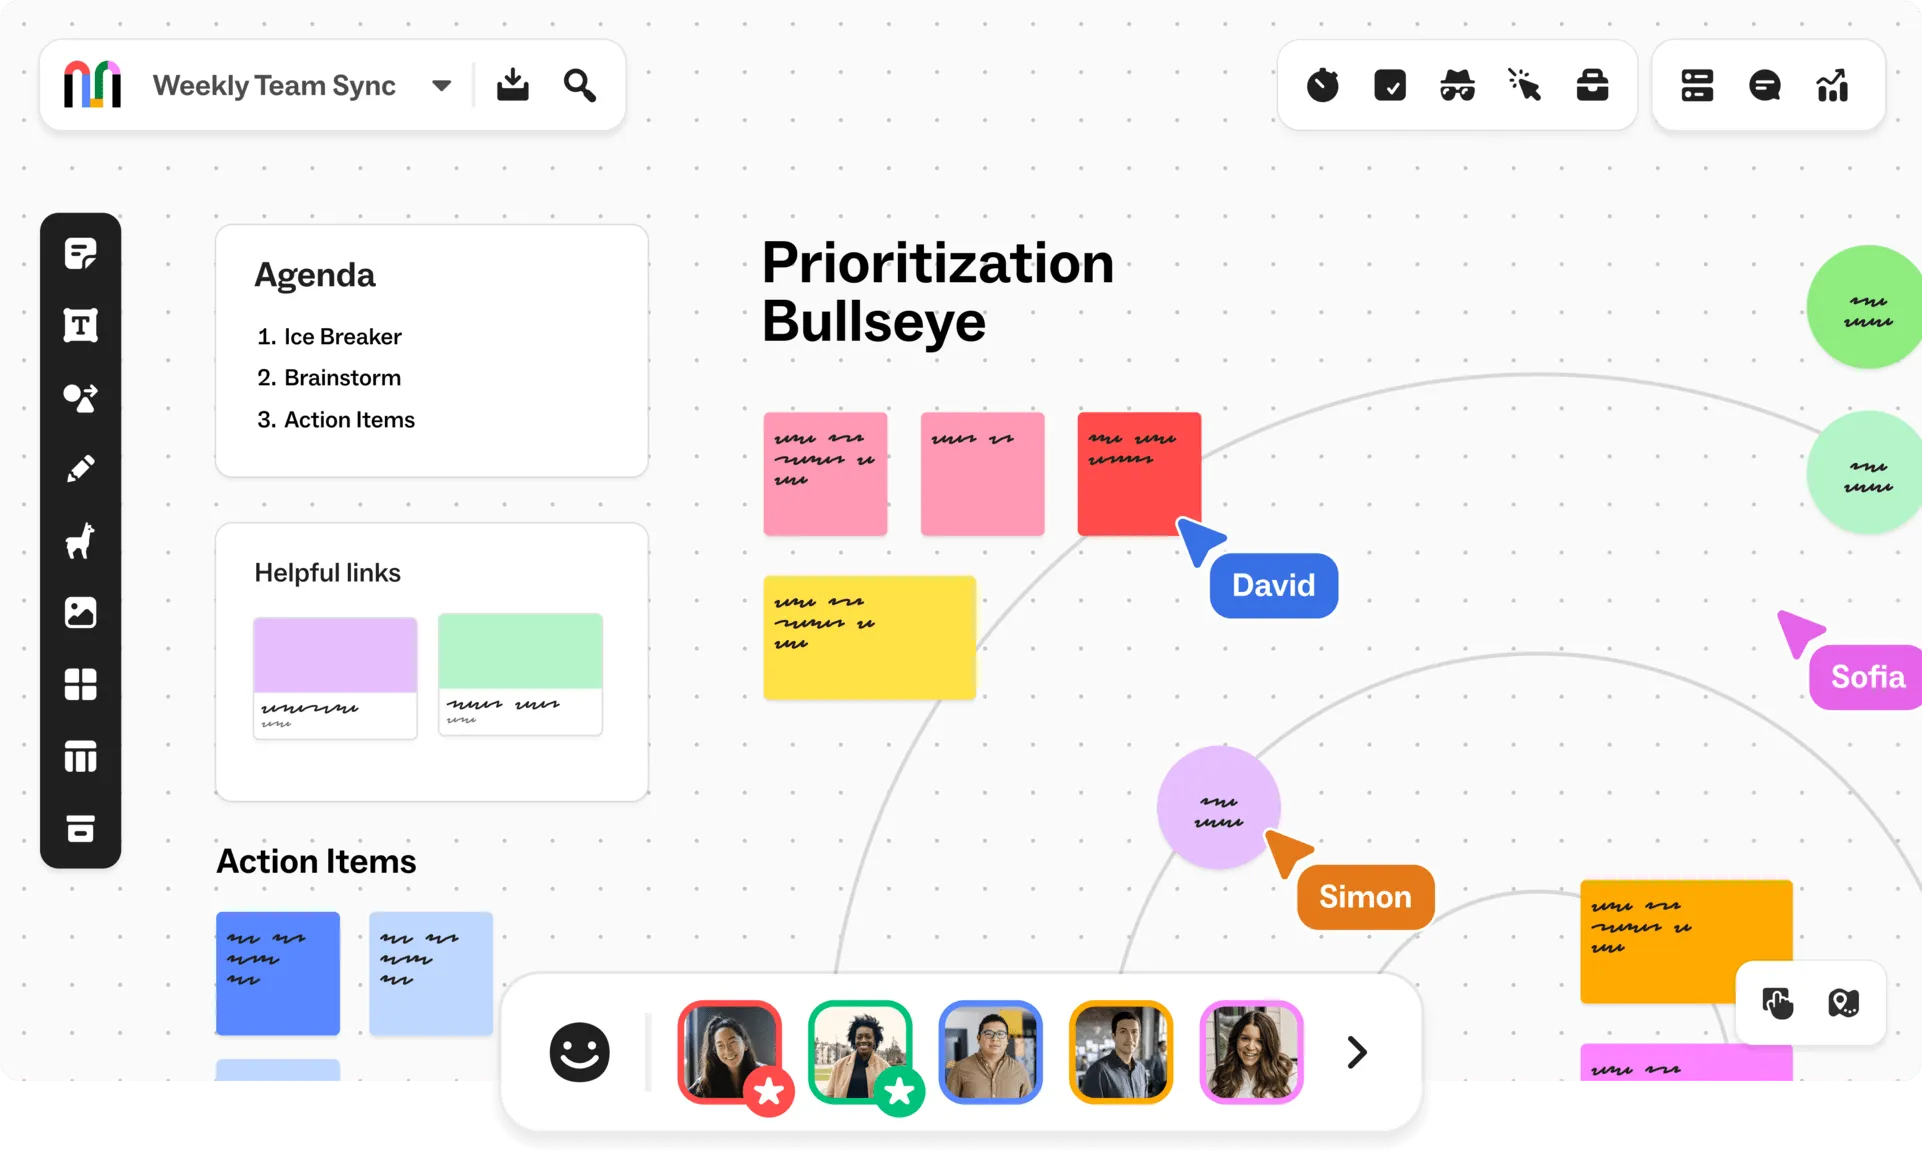 Weekly Team Sync
Agenda
1. Ice Breaker
2. Brainstorm
3. Action Items
Helpful links
Action Items
Prioritization
Bullseye
David
Sofia
Simon